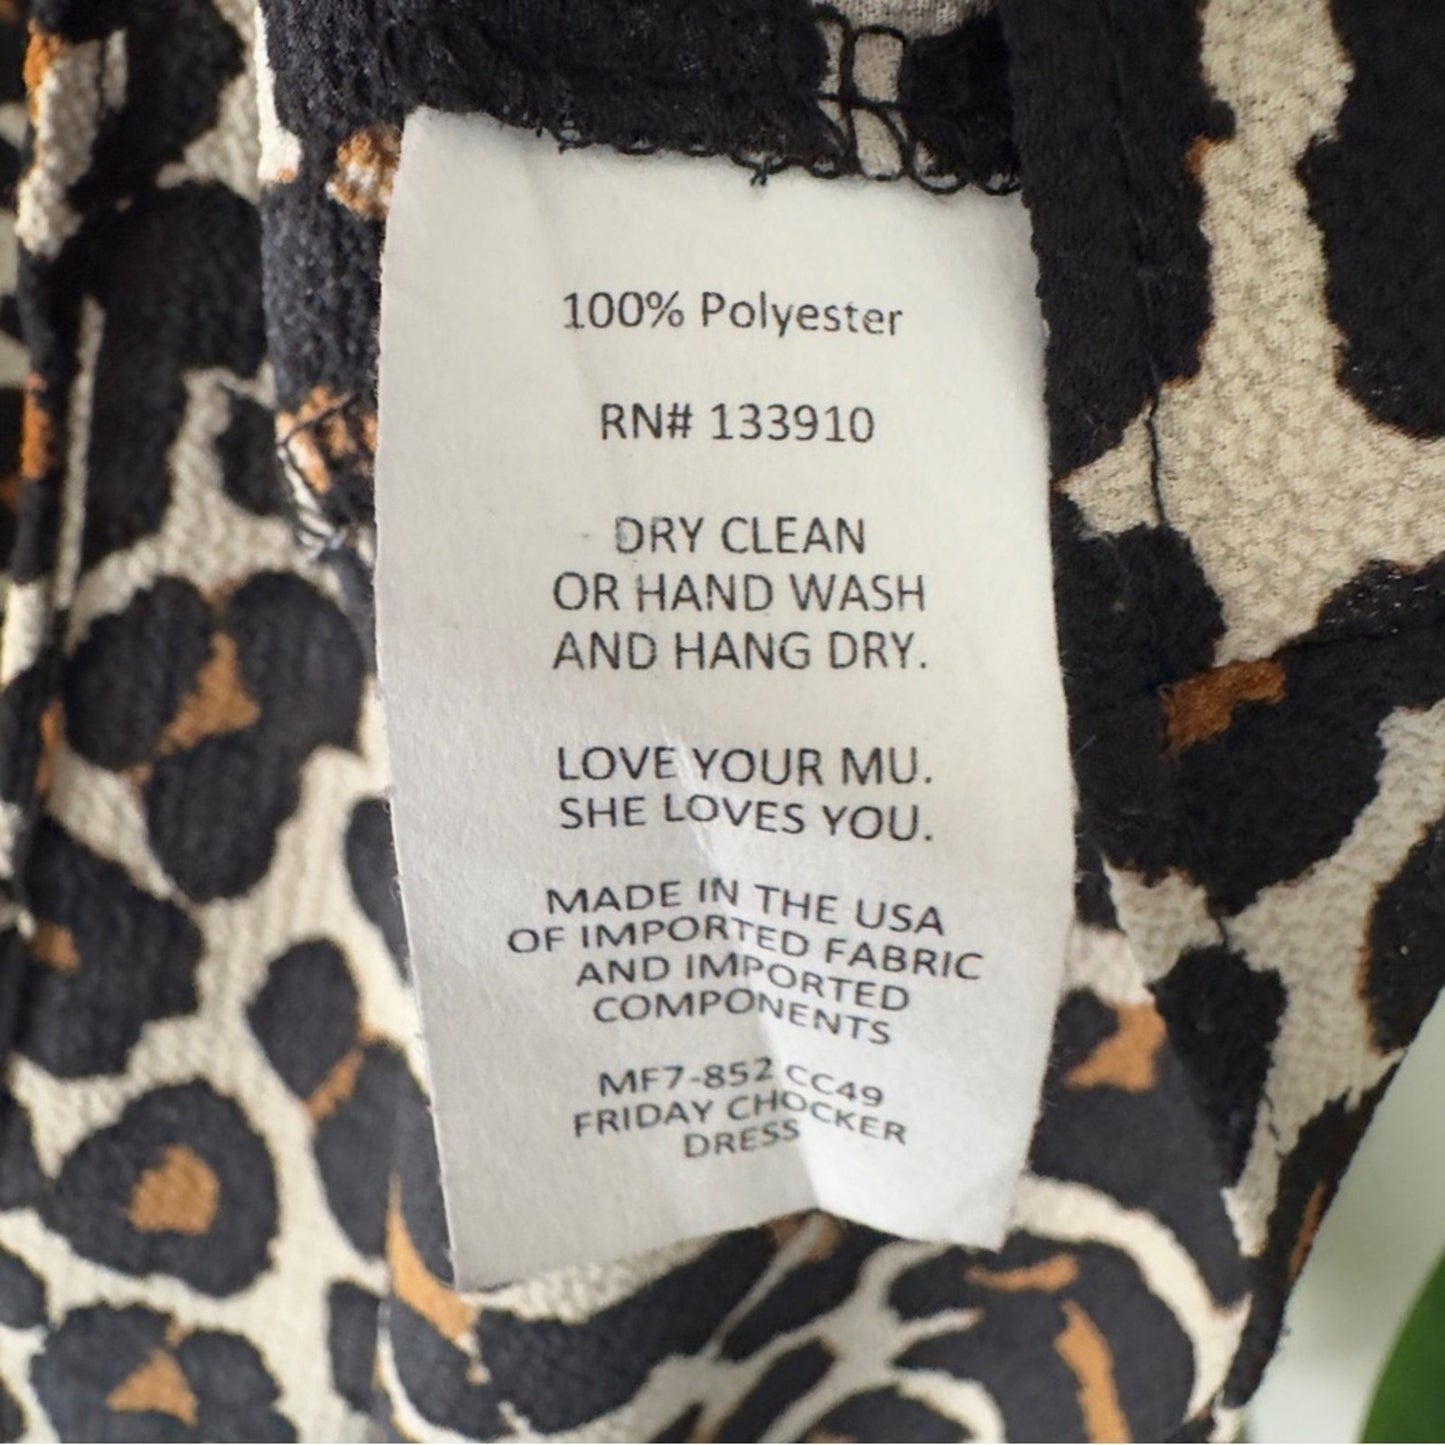 100% Polyester
RN# 133910
DRY CLEAN
OR HAND WASH
AND HANG DRY.
LOVE YOUR MU.
SHE LOVES YOU.
MADE IN THE USA
OF IMPORTED FABRIC
AND IMPORTED
COMPONENTS
MF7-852 CC49
FRIDAY CHOCKER
DRESS